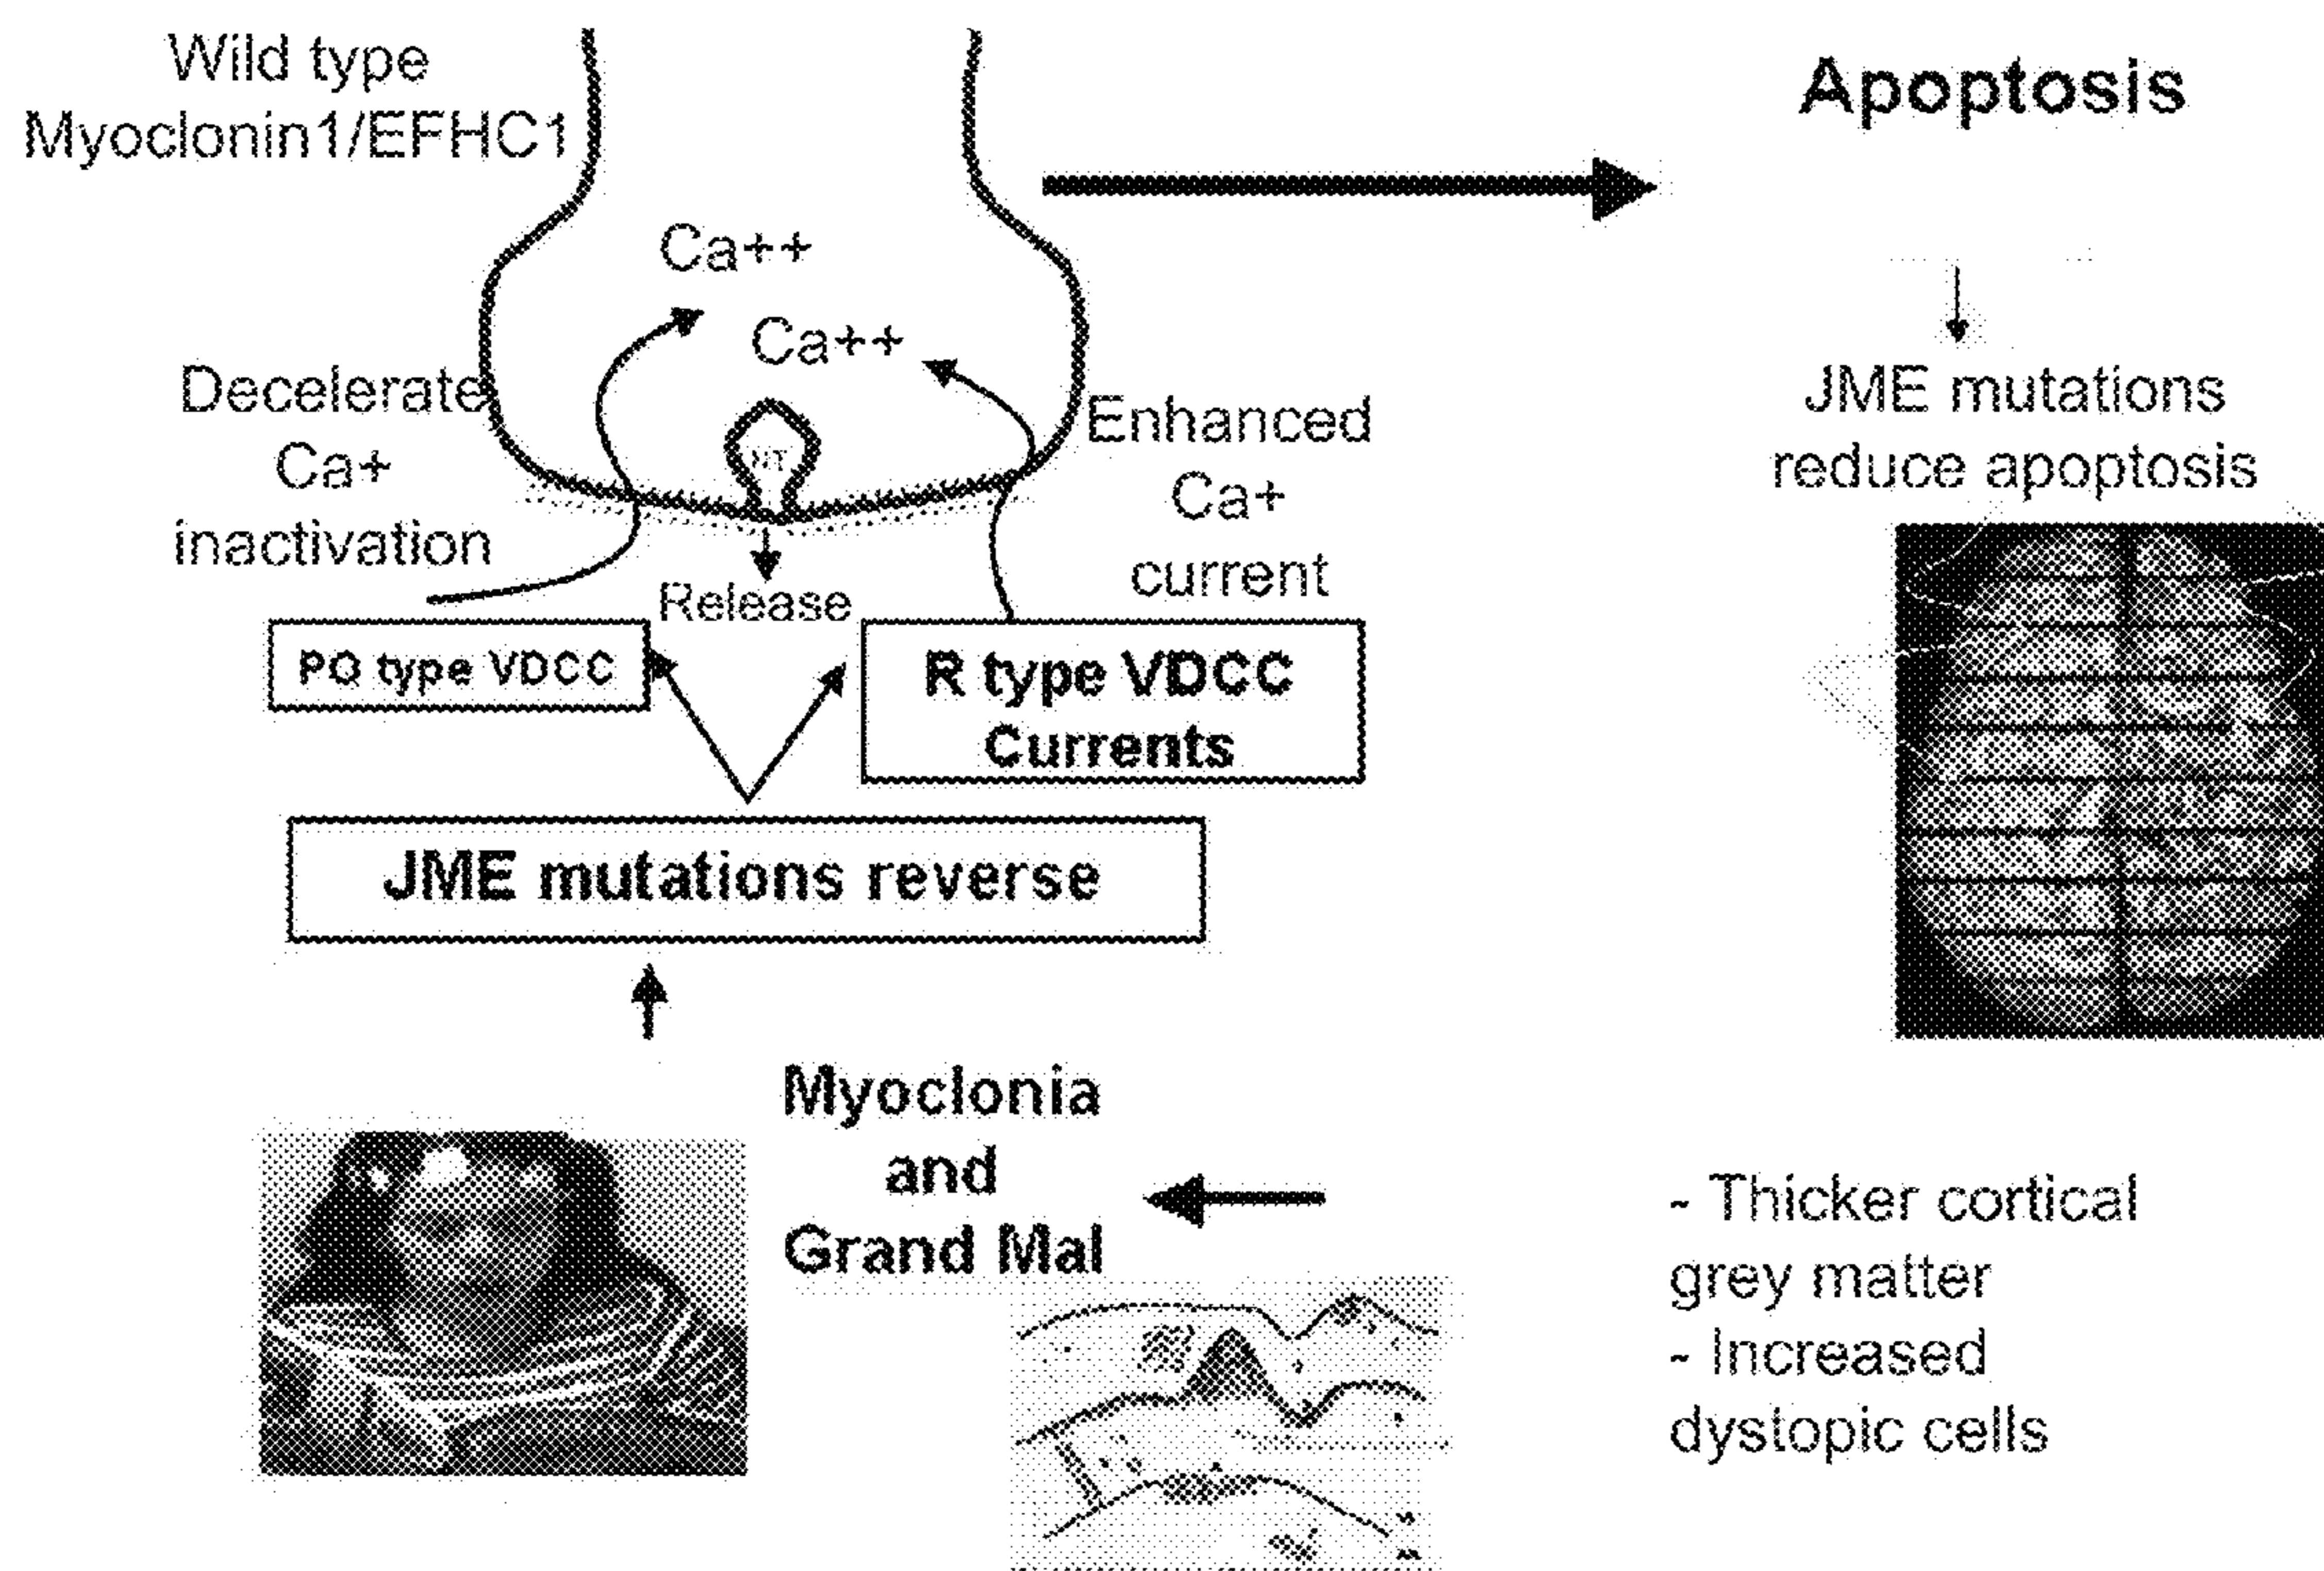 Wild type
Myoclonin1/EFHC1
Apoptosis
Ca++
Ca++
Decelerate
Ca+
inactivation
NT
Enhanced
Ca+
current
Release
JME mutations
reduce apoptosis
PQ type VDCC
R type VDCC
Currents
JME mutations reverse
Myoclonia
and
Grand Mal
- Thicker cortical
grey matter
- Increased
dystopic cells